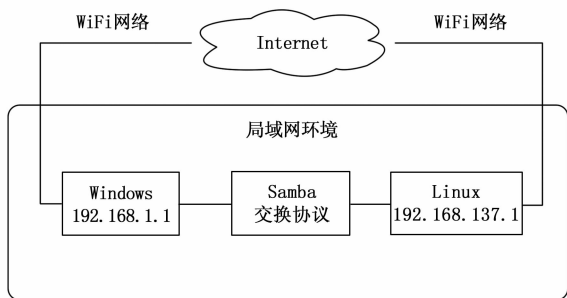 WiFi网络
Internet
WiFi网络
局域网环境
Windows
192.168.1.1
Samba
交换协议
Linux
192.168.137.1